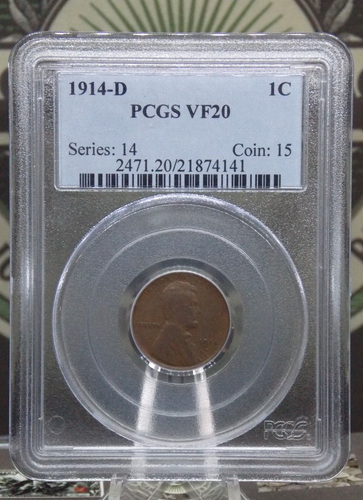 1914-D 1C
PCGS VF20
Series: 14 Coin: 15
2471.20/21874141
PCGS